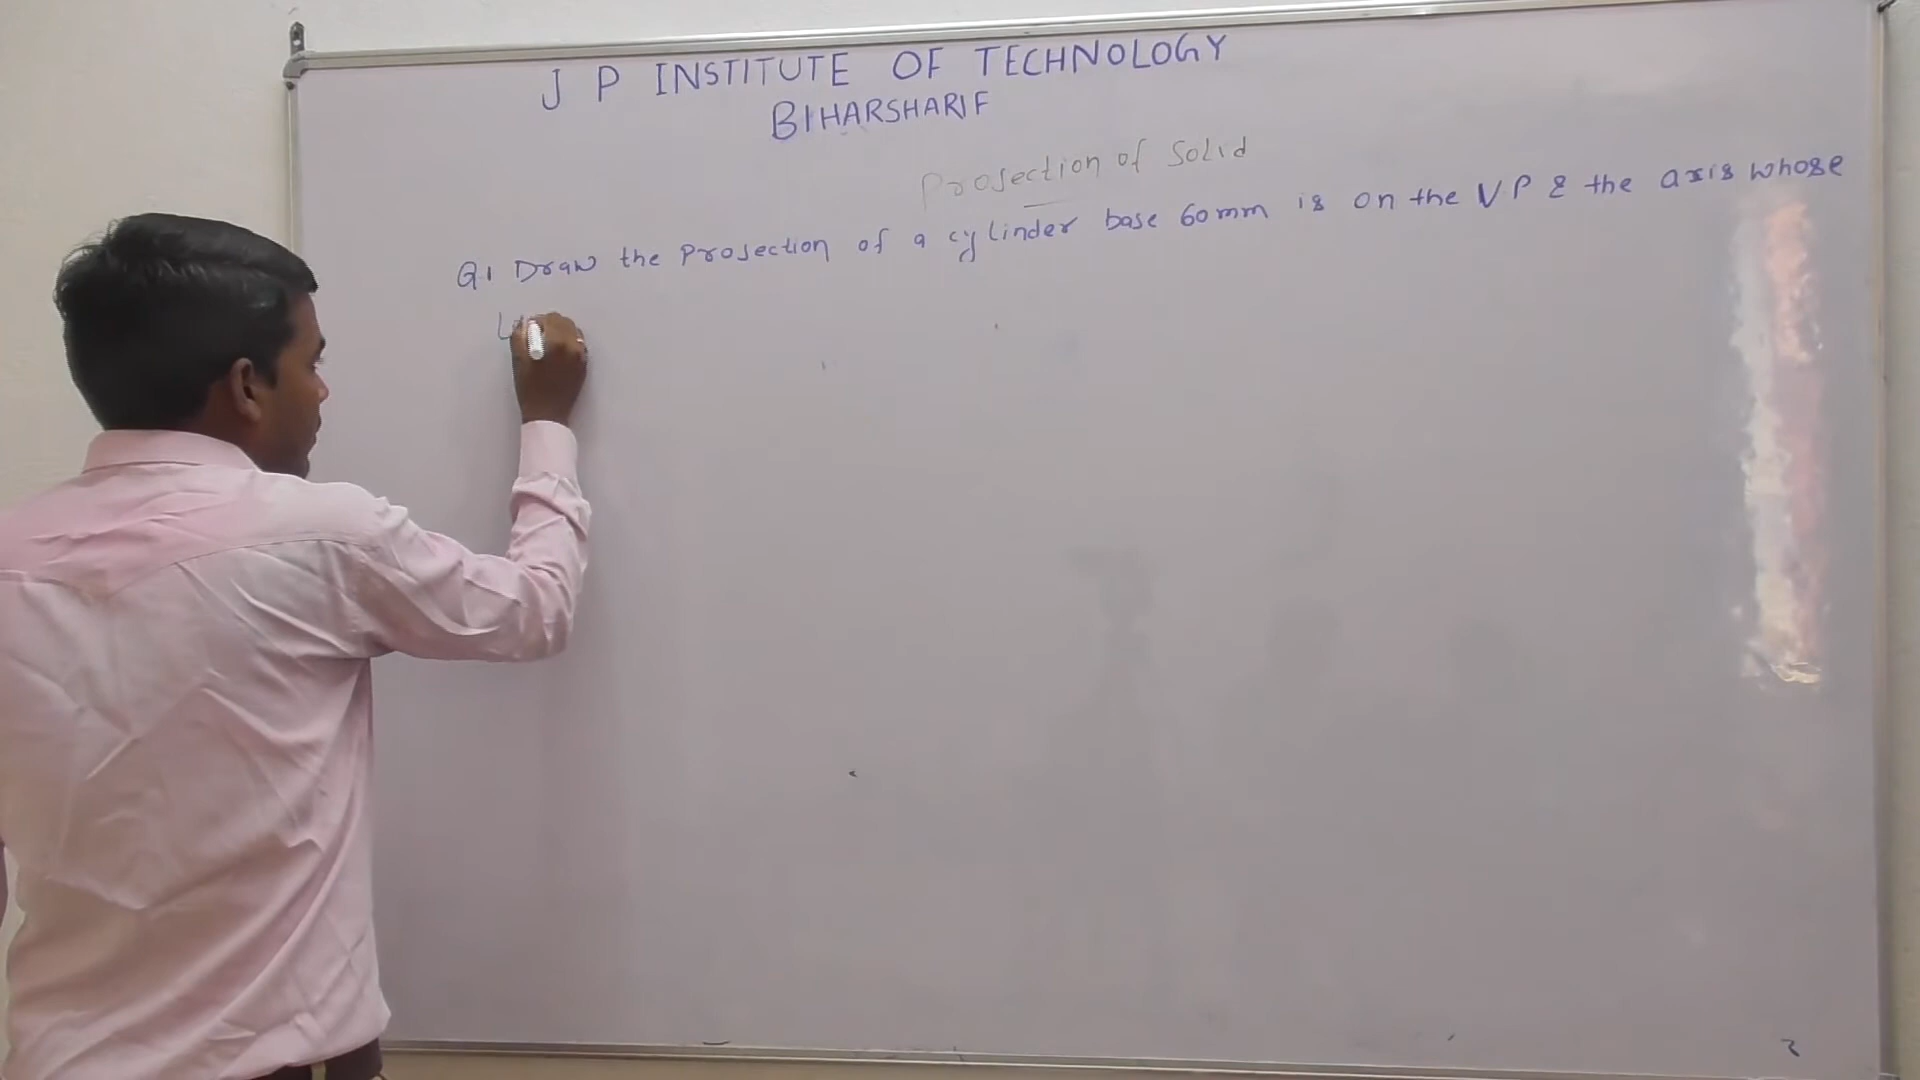 J P INSTITUTE OF TECHNOLOGY
BIHARSHARIF
Projection of Solid
Q.1 Draw the Projection of a cylinder base 60mm is on the VP & the axis whose